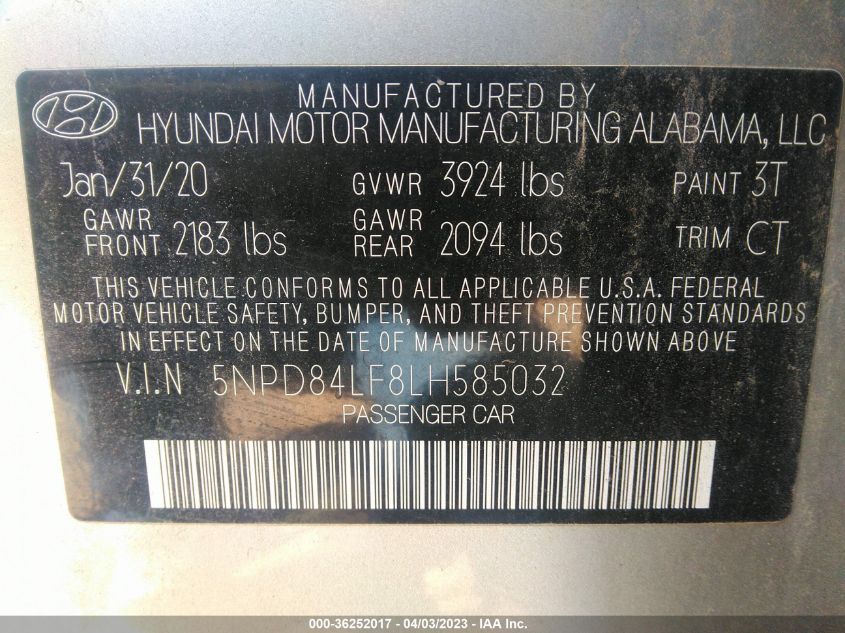 MANUFACTURED BY
HYUNDAI MOTOR MANUFACTURING ALABAMA, LLC
Jan/31/20 GVWR 3924 lbs PAINT 3T
GAWR FRONT 2183 lbs GAWR REAR 2094 lbs TRIM CT
THIS VEHICLE CONFORMS TO ALL APPLICABLE U.S.A. FEDERAL
MOTOR VEHICLE SAFETY, BUMPER, AND THEFT PREVENTION STANDARDS
IN EFFECT ON THE DATE OF MANUFACTURE SHOWN ABOVE
V.I.N 5NPD84LF8LH585032
PASSENGER CAR
000-36252017 - 04/03/2023 - IAA Inc.